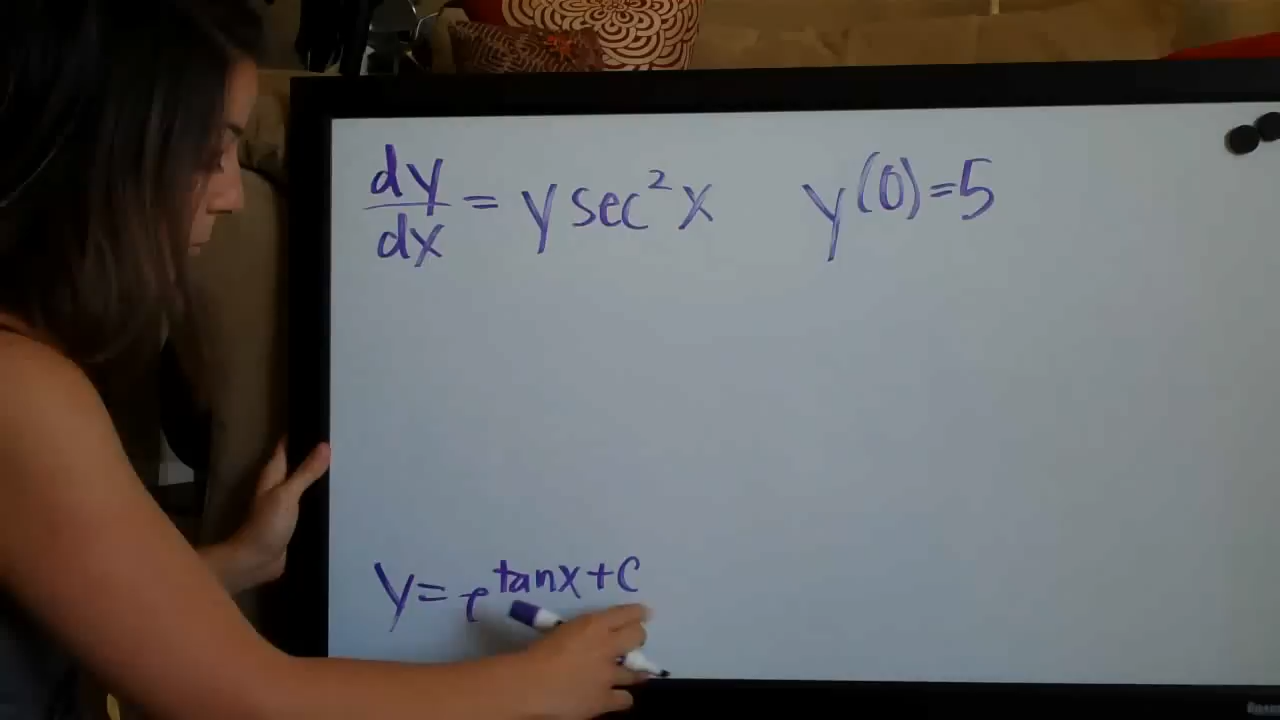 dy/dx = y sec²x    y(0)=5
y= e^(tanx+c)